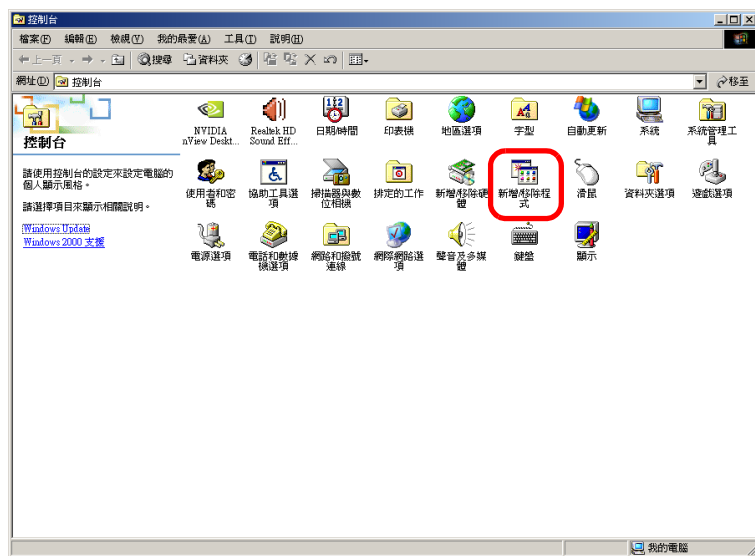 控制台
檔案(F) 編輯(E) 檢視(V) 我的最愛(A) 工具(T) 說明(H)
上一頁 搜尋 資料夾
網址(D) 控制台 移至
控制台
請使用控制台的設定來設定電腦的
個人顯示風格。
請選擇項目來顯示相關說明。
Windows Update
Windows 2000 支援
NVIDIA
nView Deskt...
Realtek HD
Sound Eff...
日期/時間
印表機
地區選項
字型
自動更新
系統
系統管理工
具
使用者和密
碼
協助工具選
項
掃描器與數
位相機
排定的工作
新增/移除硬
體
新增/移除程
式
滑鼠
資料夾選項
遊戲選項
電源選項
電話和數據
機選項
網路和撥號
連線
網際網路選
項
聲音及多媒
體
鍵盤
顯示
我的電腦